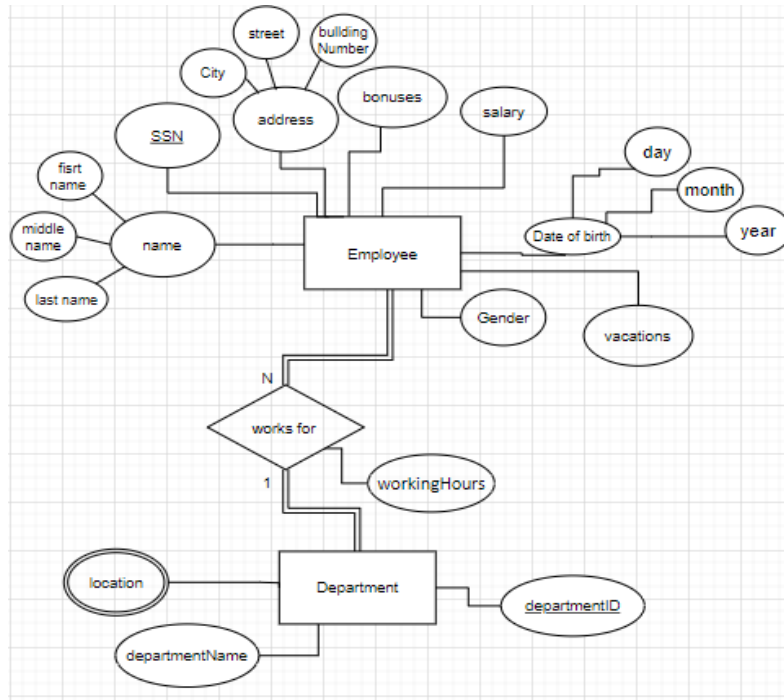 street
bullding
Number
City
address
bonuses
salary
SSN
day
month
year
Date of birth
fisrt
name
middle
name
last name
name
Employee
Gender
vacations
N
works for
1
workingHours
location
Department
departmentID
departmentName